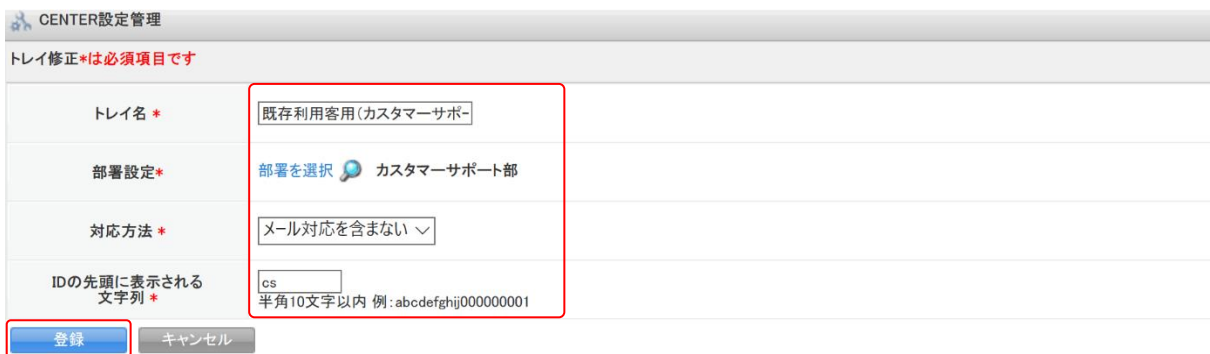 CENTER設定管理
トレイ修正*は必須項目です
トレイ名 *
既存利用客用(カスタマーサポー
部署設定*
部署を選択 カスタマーサポート部
対応方法 *
メール対応を含まない
IDの先頭に表示される
文字列 *
cs
半角10文字以内 例:abcdefghij000000001
登録 キャンセル